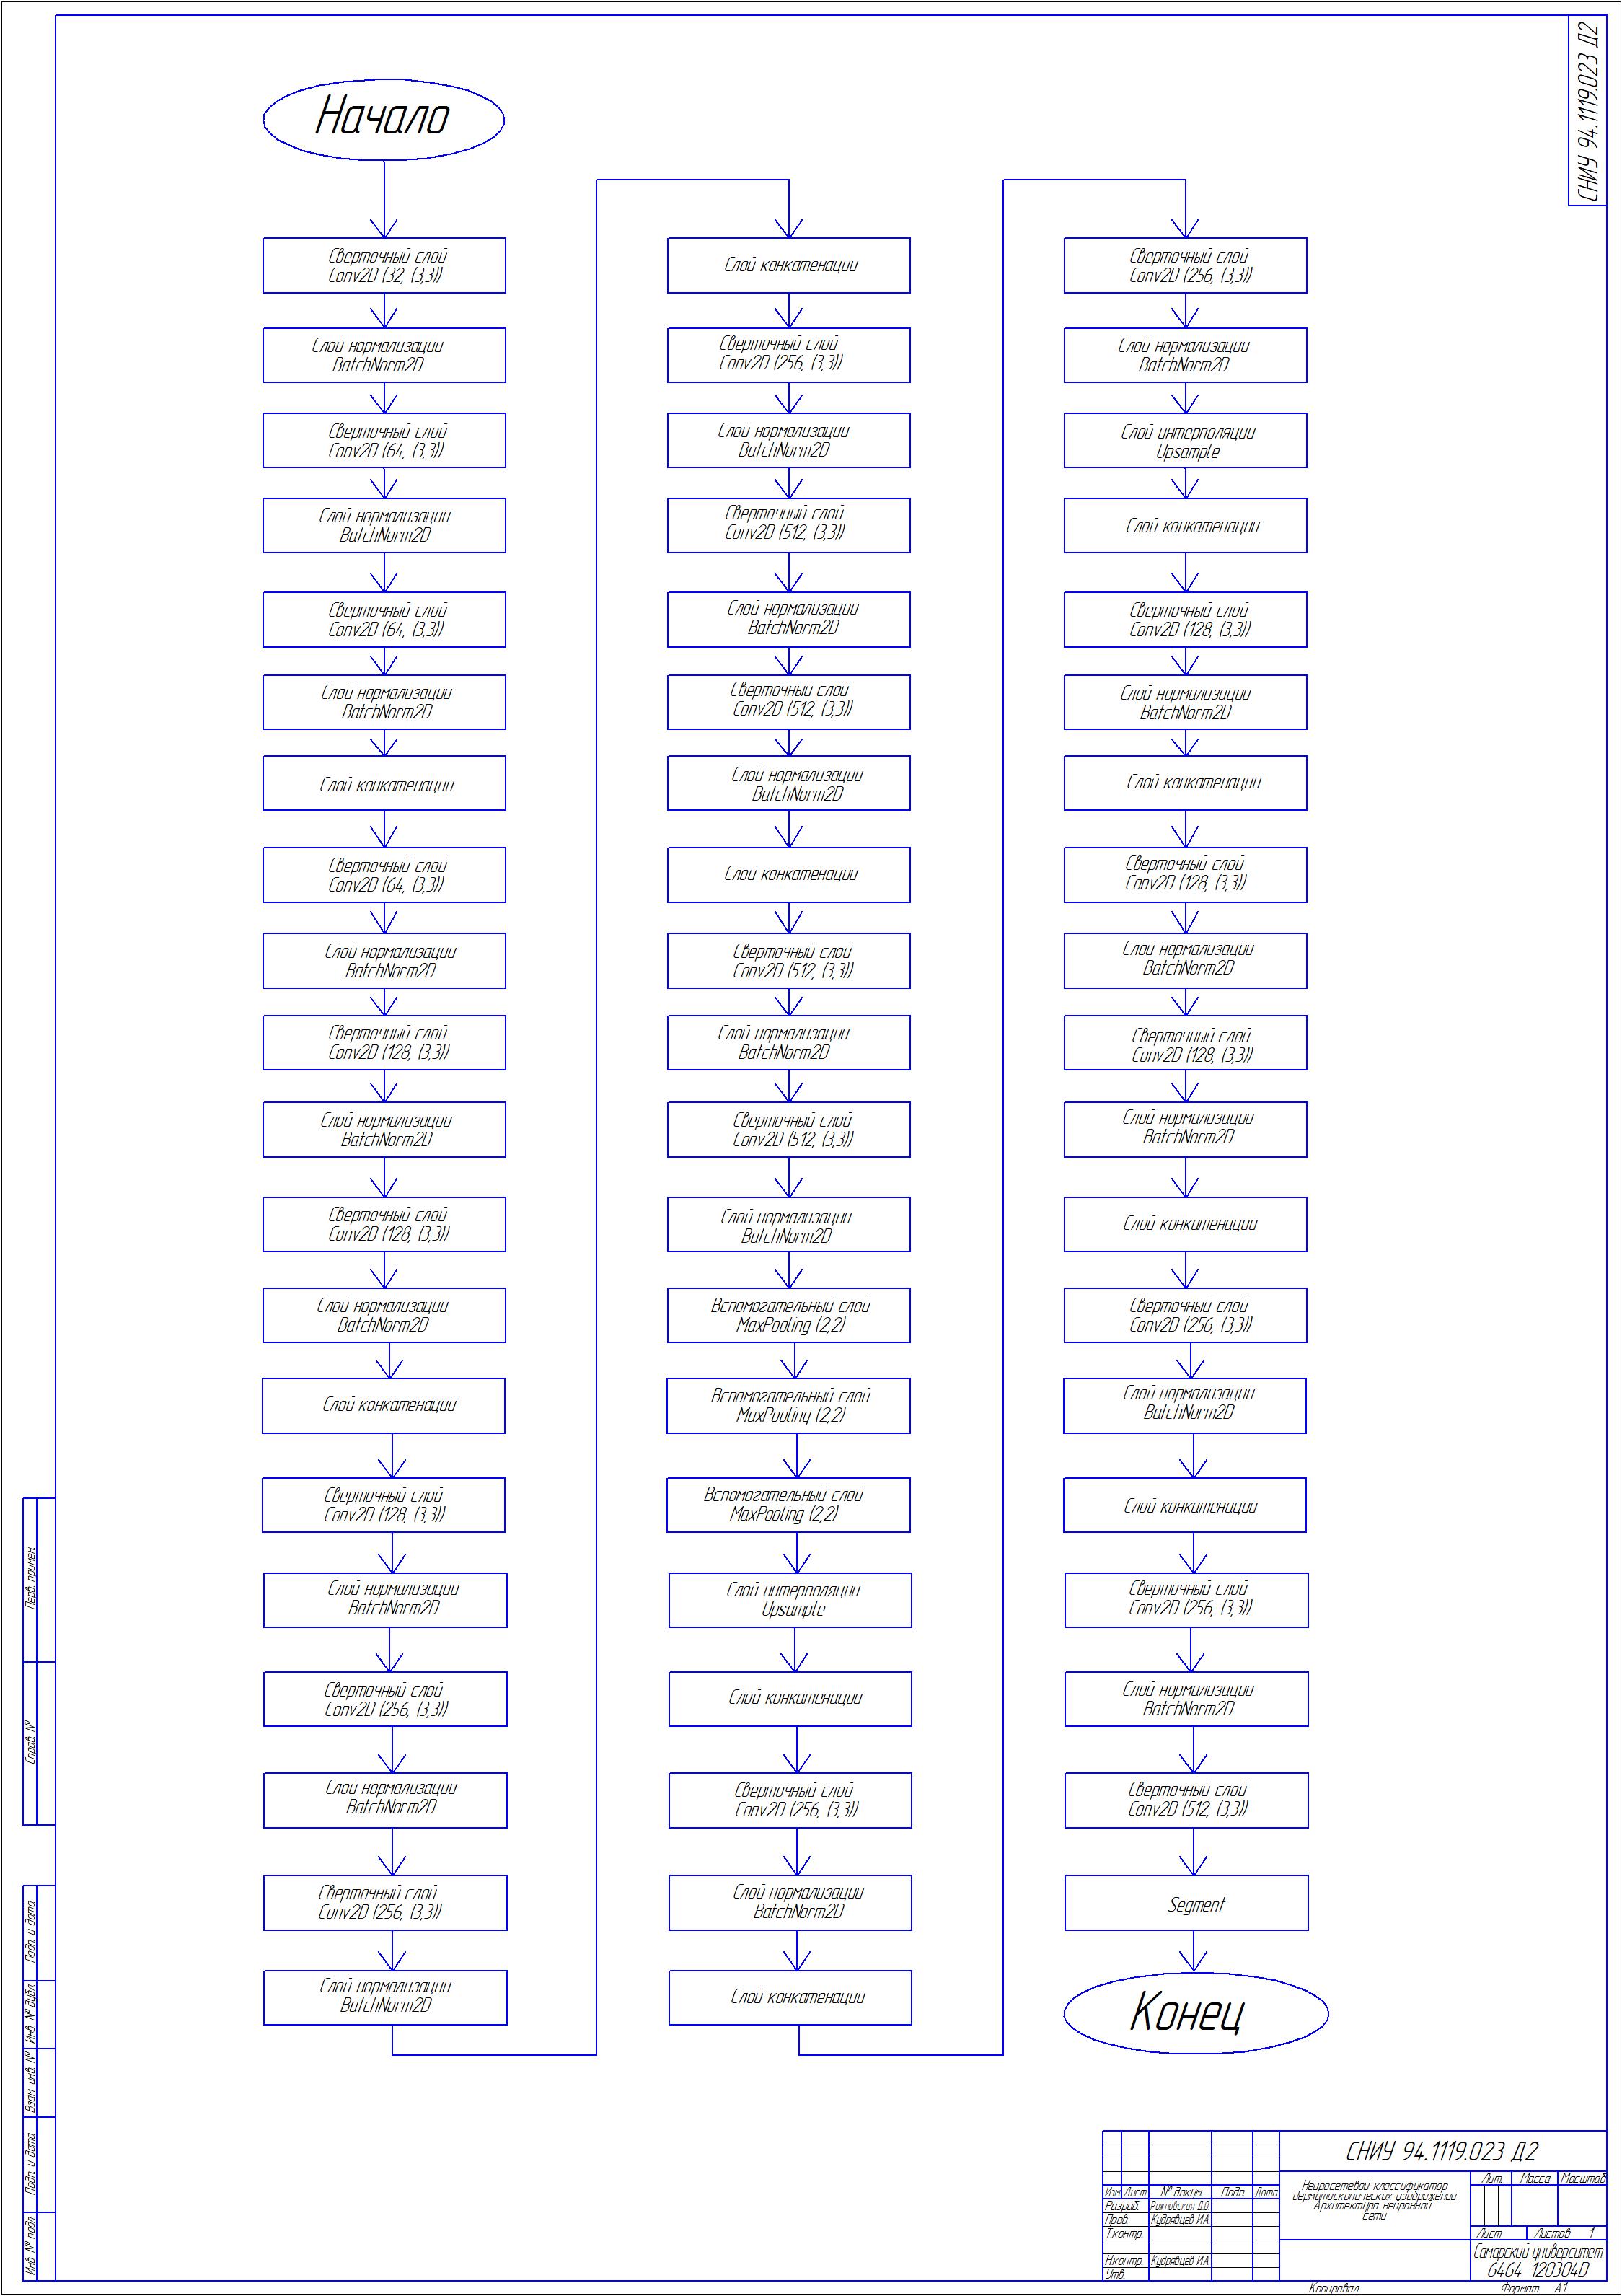 СНИУ 94.1119.023 Д2
Начало
Сверточный слой
Conv2D (32, (3,3))
Слой нормализации
BatchNorm2D
Сверточный слой
Conv2D (64, (3,3))
Слой нормализации
BatchNorm2D
Сверточный слой
Conv2D (64, (3,3))
Слой нормализации
BatchNorm2D
Слой конкатенации
Сверточный слой
Conv2D (64, (3,3))
Слой нормализации
BatchNorm2D
Сверточный слой
Conv2D (128, (3,3))
Слой нормализации
BatchNorm2D
Сверточный слой
Conv2D (128, (3,3))
Слой нормализации
BatchNorm2D
Слой конкатенации
Сверточный слой
Conv2D (128, (3,3))
Слой нормализации
BatchNorm2D
Сверточный слой
Conv2D (256, (3,3))
Слой нормализации
BatchNorm2D
Сверточный слой
Conv2D (256, (3,3))
Слой нормализации
BatchNorm2D
Слой конкатенации
Сверточный слой
Conv2D (256, (3,3))
Слой нормализации
BatchNorm2D
Сверточный слой
Conv2D (512, (3,3))
Слой нормализации
BatchNorm2D
Сверточный слой
Conv2D (512, (3,3))
Слой нормализации
BatchNorm2D
Слой конкатенации
Сверточный слой
Conv2D (512, (3,3))
Слой нормализации
BatchNorm2D
Сверточный слой
Conv2D (512, (3,3))
Слой нормализации
BatchNorm2D
Вспомогательный слой
MaxPooling (2,2)
Вспомогательный слой
MaxPooling (2,2)
Вспомогательный слой
MaxPooling (2,2)
Слой интерполяции
Upsample
Слой конкатенации
Сверточный слой
Conv2D (256, (3,3))
Слой нормализации
BatchNorm2D
Слой конкатенации
Сверточный слой
Conv2D (256, (3,3))
Слой нормализации
BatchNorm2D
Слой интерполяции
Upsample
Слой конкатенации
Сверточный слой
Conv2D (128, (3,3))
Слой нормализации
BatchNorm2D
Слой конкатенации
Сверточный слой
Conv2D (128, (3,3))
Слой нормализации
BatchNorm2D
Сверточный слой
Conv2D (128, (3,3))
Слой нормализации
BatchNorm2D
Слой конкатенации
Сверточный слой
Conv2D (256, (3,3))
Слой нормализации
BatchNorm2D
Слой конкатенации
Сверточный слой
Conv2D (256, (3,3))
Слой нормализации
BatchNorm2D
Сверточный слой
Conv2D (512, (3,3))
Segment
Конец
Перв. примен.
Справ. №
Подп. и дата
Инв. № дубл.
Взам. инв. №
Подп. и дата
Инв. № подл.
СНИУ 94.1119.023 Д2
Изм. Лист № докум. Подп. Дата
Разраб. Рахновская Д.О.
Пров. Кудрявцев И.А.
Т.контр.
Н.контр. Кудрявцев И.А.
Утв.
Нейросетевой классификатор
дерматоскопических изображений
Архитектура нейронной
сети
Лит. Масса Масштаб
Лист Листов 1
Самарский университет
6464-120304D
Копировал Формат А1